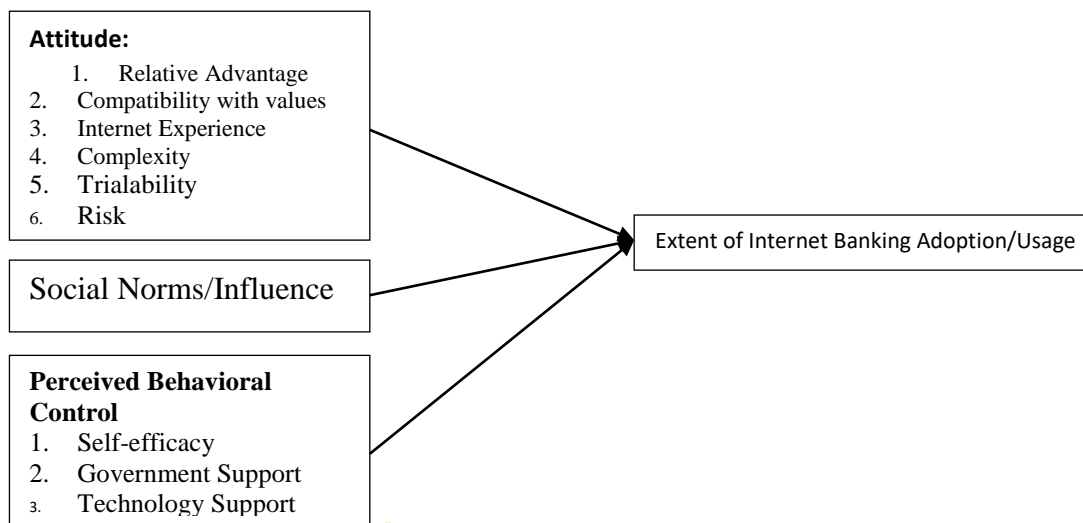 Attitude:
1. Relative Advantage
2. Compatibility with values
3. Internet Experience
4. Complexity
5. Trialability
6. Risk
Extent of Internet Banking Adoption/Usage
Social Norms/Influence
Perceived Behavioral
Control
1. Self-efficacy
2. Government Support
3. Technology Support